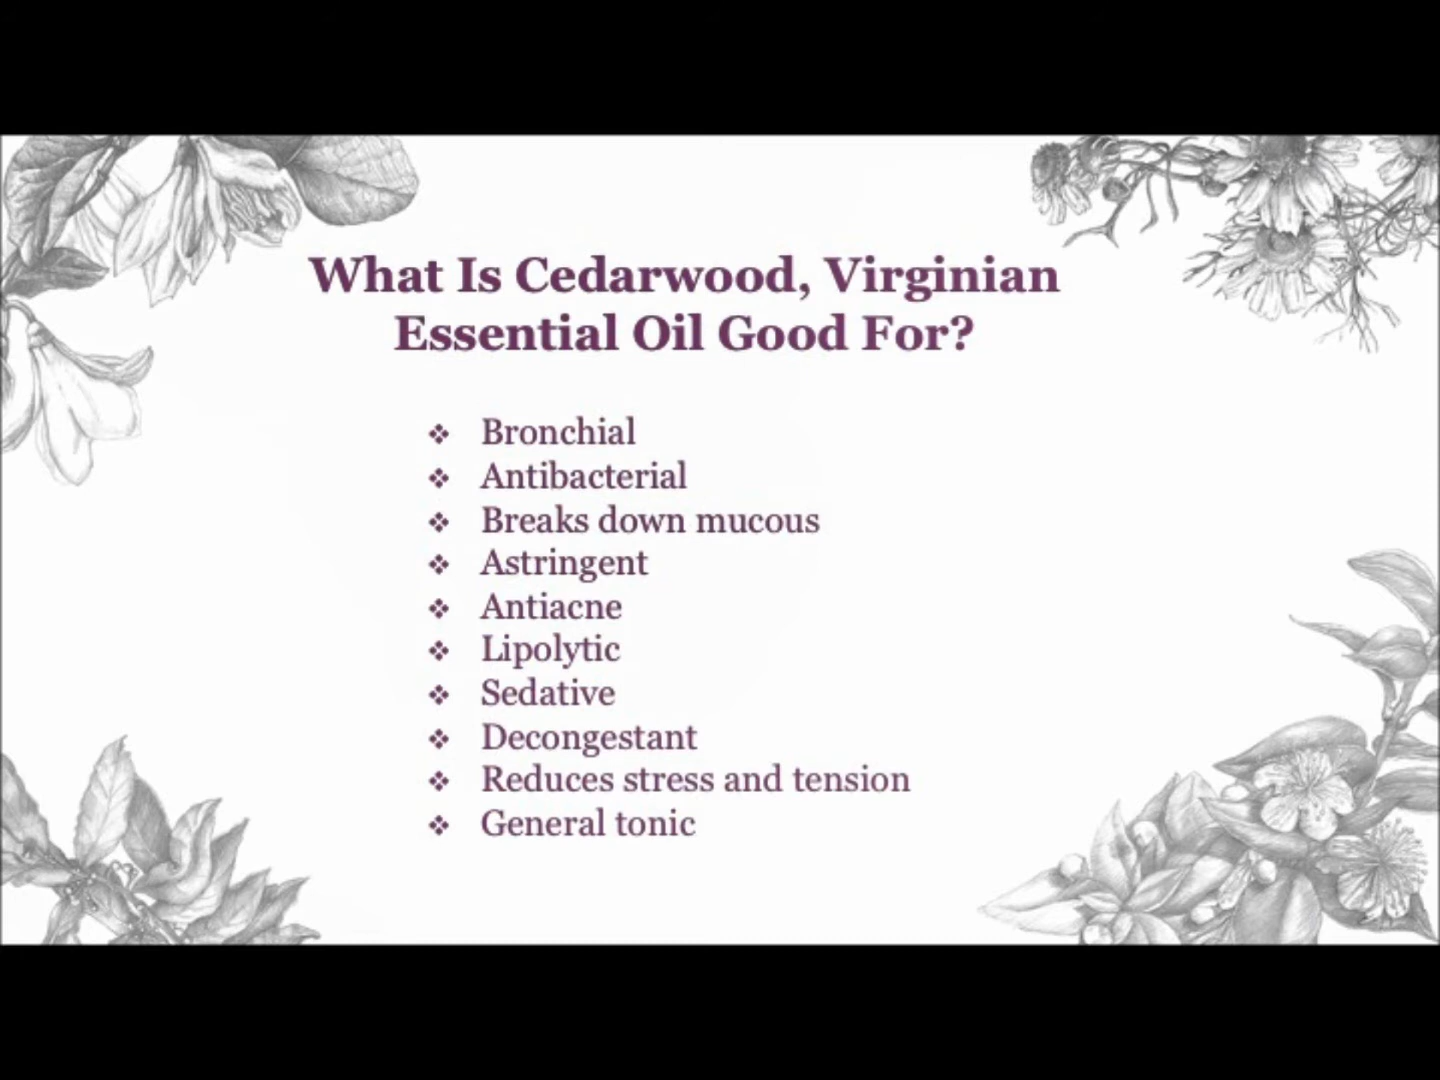 What Is Cedarwood, Virginian
Essential Oil Good For?
❖ Bronchial
❖ Antibacterial
❖ Breaks down mucous
❖ Astringent
❖ Antiacne
❖ Lipolytic
❖ Sedative
❖ Decongestant
❖ Reduces stress and tension
❖ General tonic